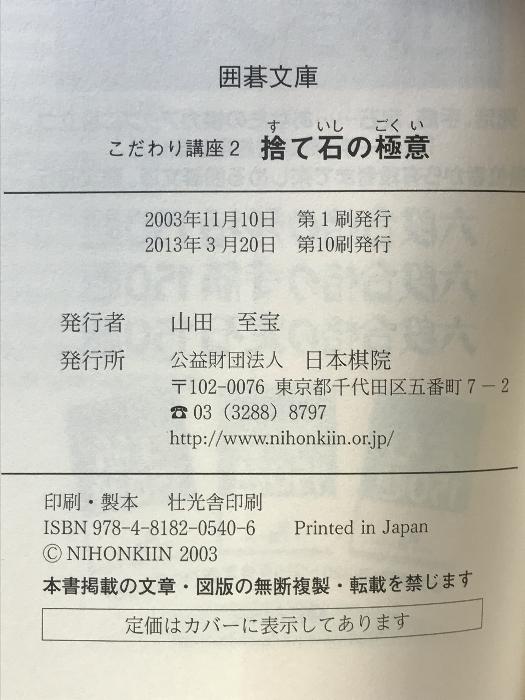 囲碁文庫
す いし ごくい
こだわり講座2 捨て石の極意
2003年11月10日 第1刷発行
2013年3月20日 第10刷発行
発行者 山田 至宝
発行所 公益財団法人 日本棋院
〒102-0076 東京都千代田区五番町7-2
☎03(3288)8797
http://www.nihonkiin.or.jp/
印刷・製本 壮光舎印刷
ISBN 978-4-8182-0540-6 Printed in Japan
©NIHONKIIN 2003
本書掲載の文章・図版の無断複製・転載を禁じます
定価はカバーに表示してあります